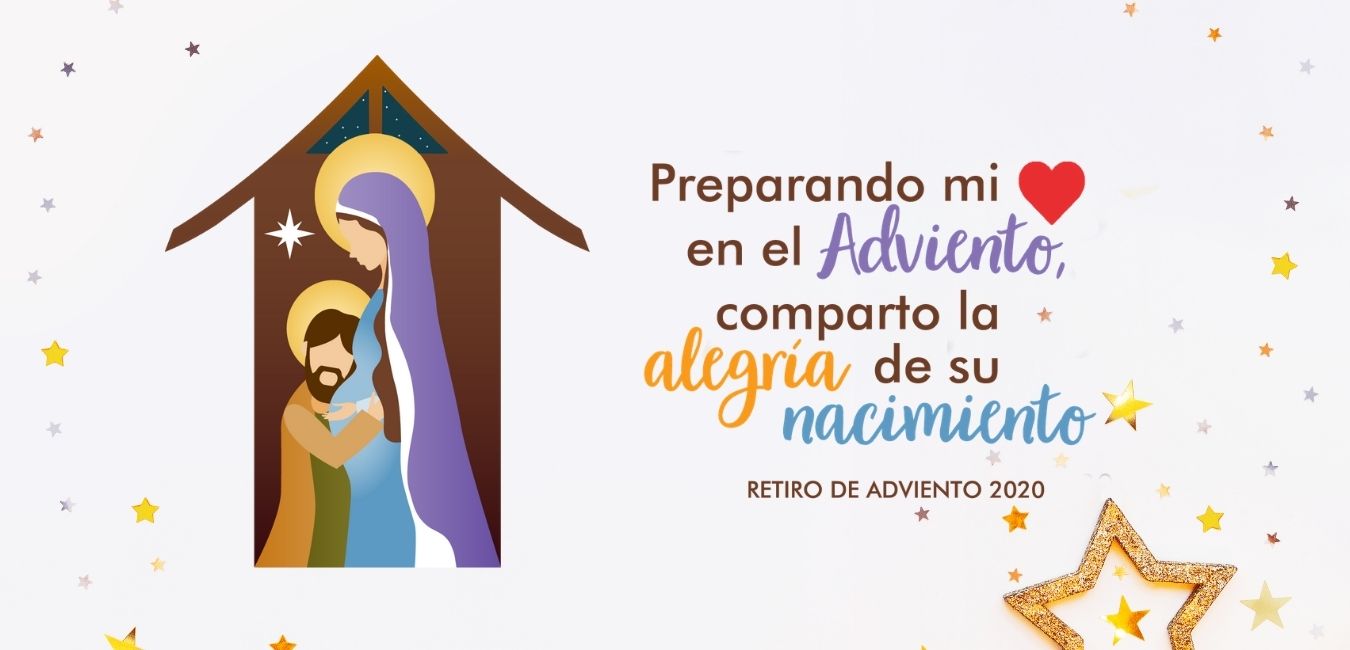 Preparando mi
en el Adviento,
comparto la
alegría de su
nacimiento
RETIRO DE ADVIENTO 2020